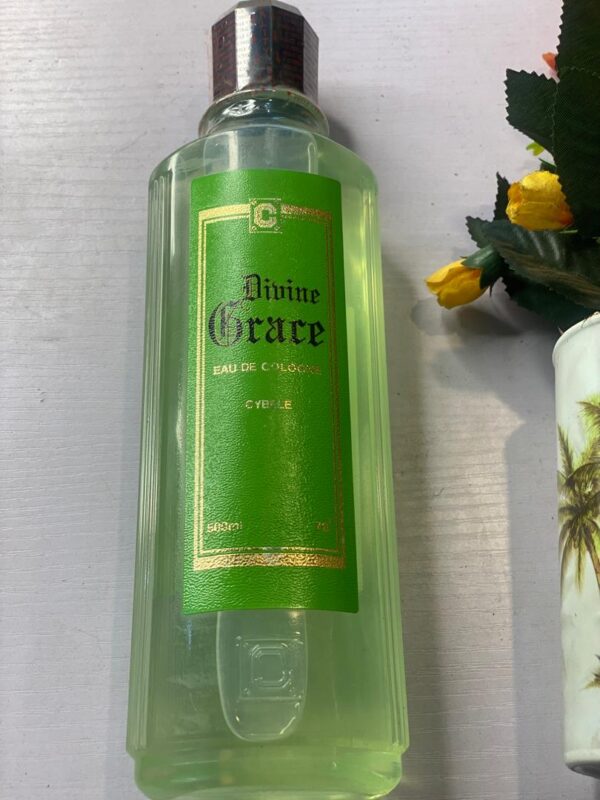 C
Divine
Grace
EAU DE COLOGNE
CYBELE
500ml
C